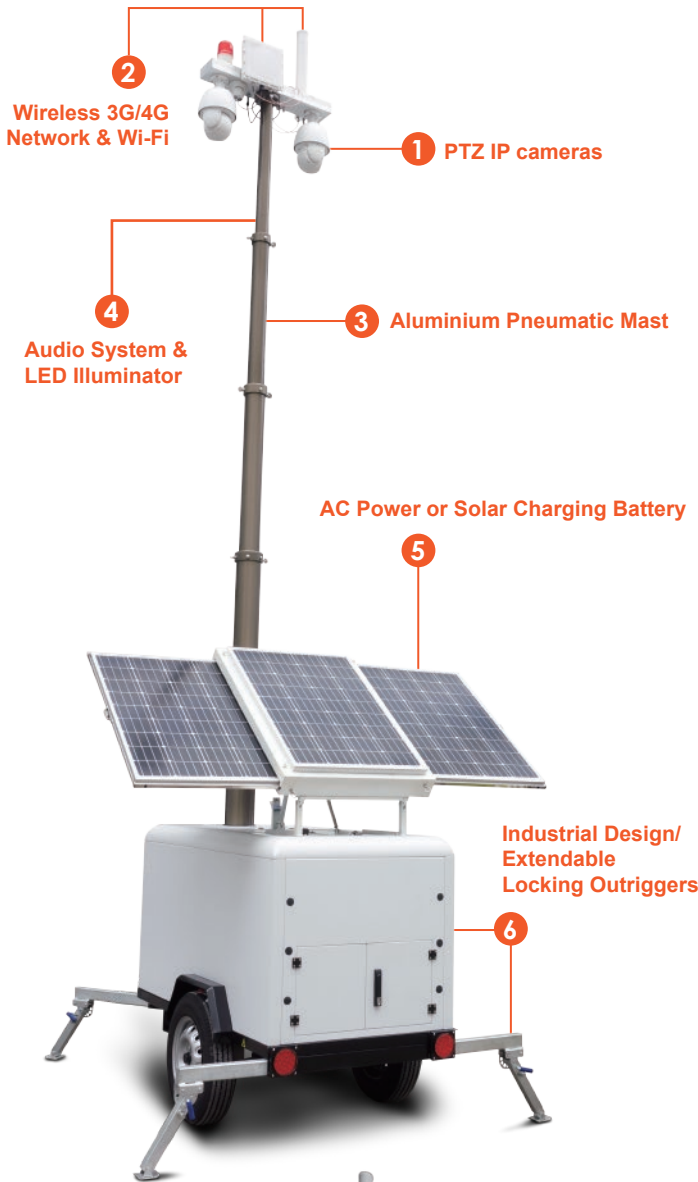 2
Wireless 3G/4G
Network & Wi-Fi
1
PTZ IP cameras
4
Audio System &
LED Illuminator
3
Aluminium Pneumatic Mast
AC Power or Solar Charging Battery
5
Industrial Design/
Extendable
Locking Outriggers
6